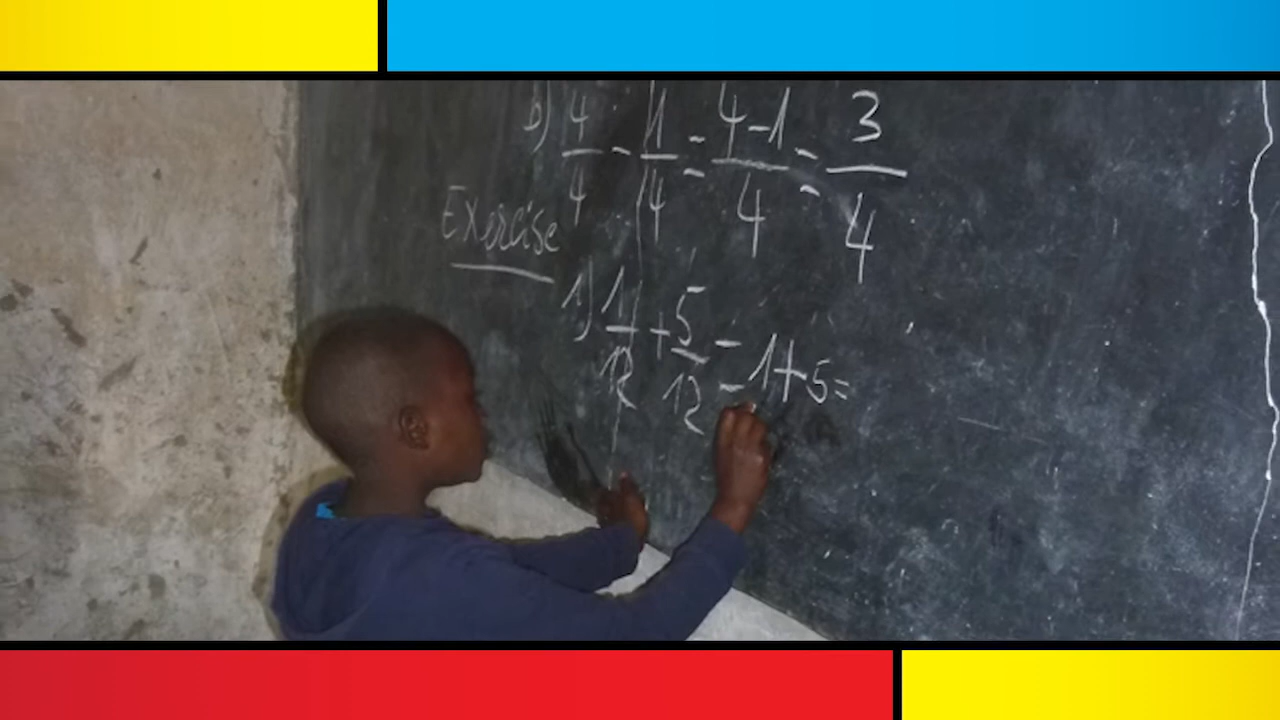 b) 4/4 - 1/4 = 4-1/4 = 3/4
Exercise
1) 1/12 + 5/12 = 1+5 =